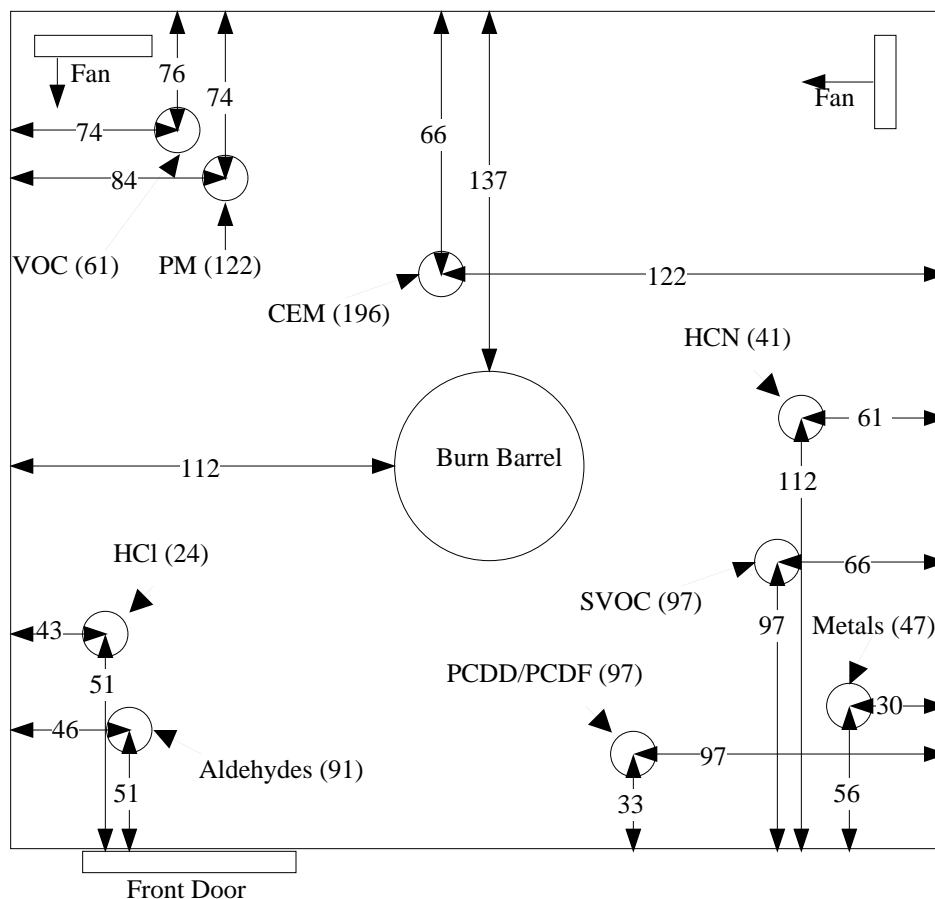 Fan
Fan
76
74
74
84
66
137
VOC (61)
PM (122)
CEM (196)
122
HCN (41)
61
112
Burn Barrel
112
HCl (24)
SVOC (97)
66
97
Metals (47)
43
51
PCDD/PCDF (97)
30
46
97
Aldehydes (91)
51
33
56
Front Door